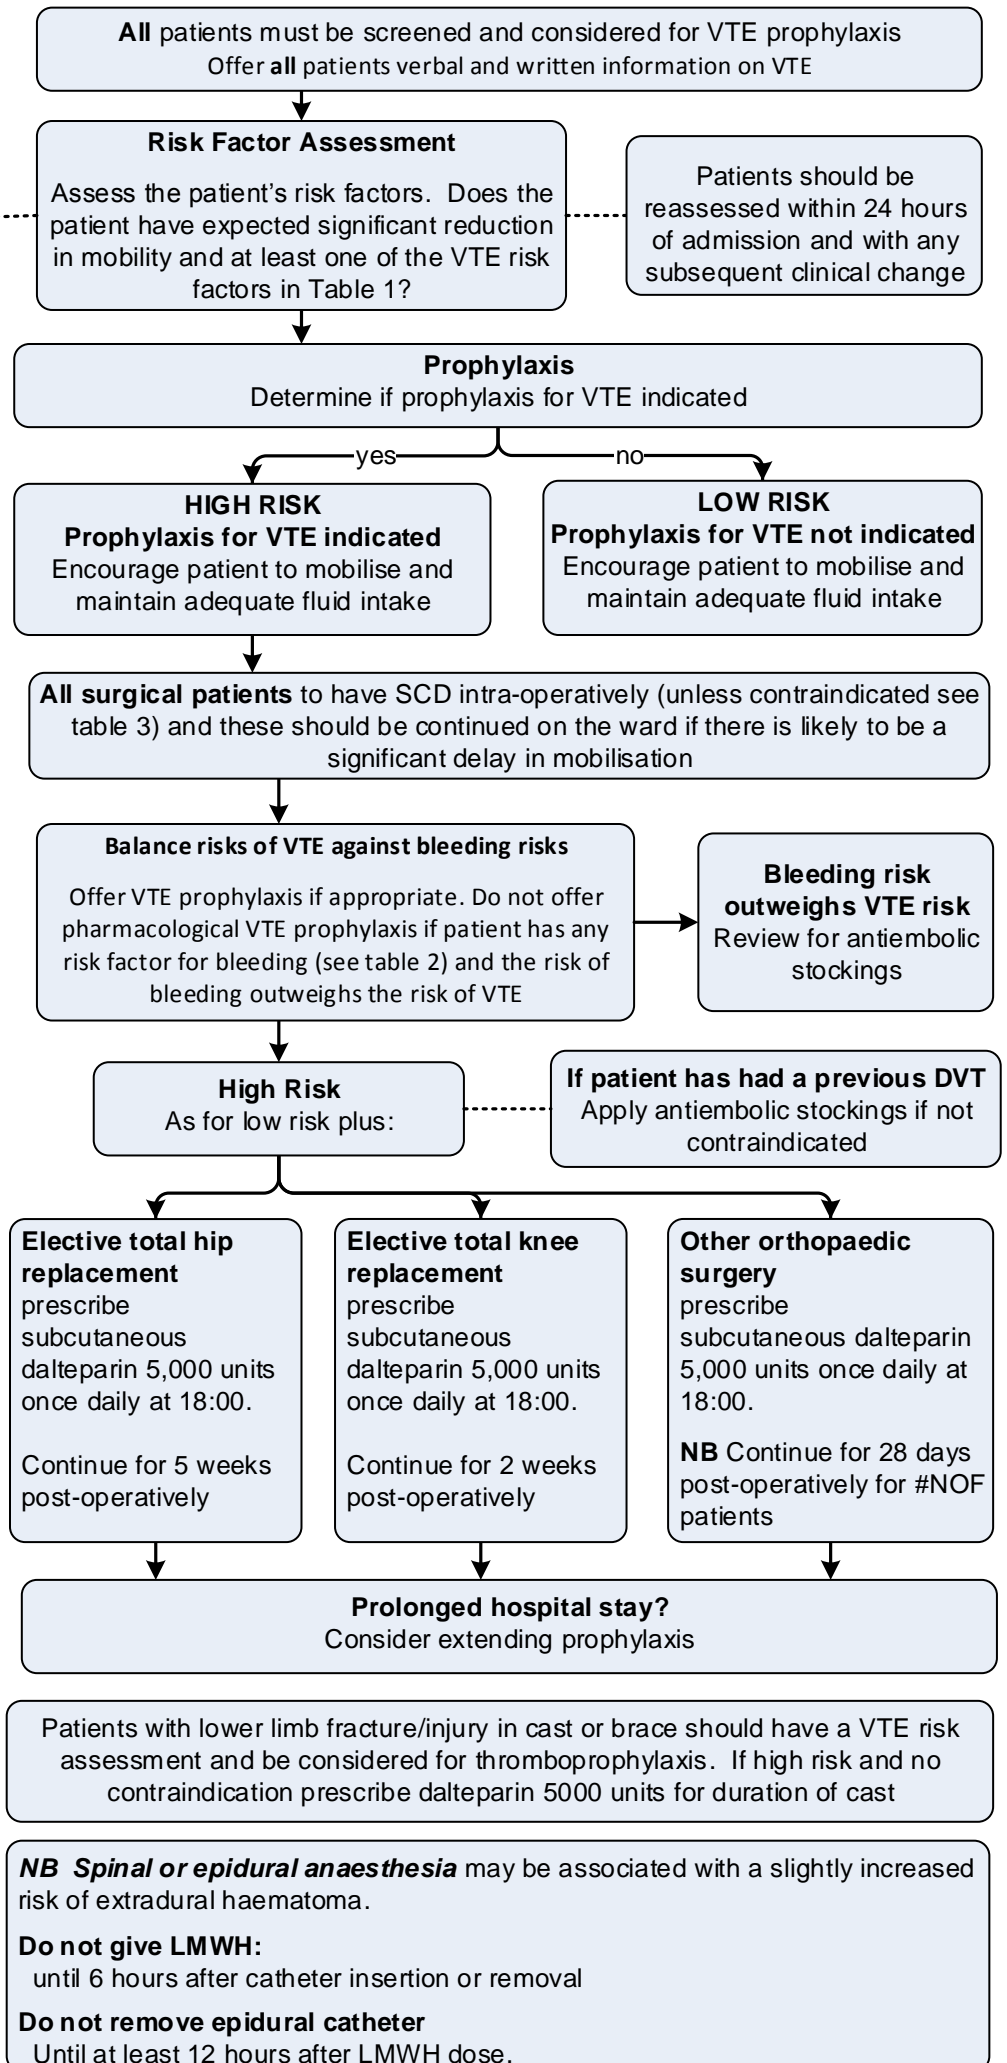 All patients must be screened and considered for VTE prophylaxis
Offer all patients verbal and written information on VTE
Risk Factor Assessment
Assess the patient's risk factors.  Does the
patient have expected significant reduction
in mobility and at least one of the VTE risk
factors in Table 1?
Patients should be
reassessed within 24 hours
of admission and with any
subsequent clinical change
Prophylaxis
Determine if prophylaxis for VTE indicated
yes
no
HIGH RISK
Prophylaxis for VTE indicated
Encourage patient to mobilise and
maintain adequate fluid intake
LOW RISK
Prophylaxis for VTE not indicated
Encourage patient to mobilise and
maintain adequate fluid intake
All surgical patients to have SCD intra-operatively (unless contraindicated see
table 3) and these should be continued on the ward if there is likely to be a
significant delay in mobilisation
Balance risks of VTE against bleeding risks
Offer VTE prophylaxis if appropriate. Do not offer
pharmacological VTE prophylaxis if patient has any
risk factor for bleeding (see table 2) and the risk of
bleeding outweighs the risk of VTE
Bleeding risk
outweighs VTE risk
Review for antiembolic
stockings
High Risk
As for low risk plus:
If patient has had a previous DVT
Apply antiembolic stockings if not
contraindicated
Elective total hip
replacement
prescribe
subcutaneous
dalteparin 5,000 units
once daily at 18:00.
Continue for 5 weeks
post-operatively
Elective total knee
replacement
prescribe
subcutaneous
dalteparin 5,000 units
once daily at 18:00.
Continue for 2 weeks
post-operatively
Other orthopaedic
surgery
prescribe
subcutaneous dalteparin
5,000 units once daily at
18:00.
NB Continue for 28 days
post-operatively for #NOF
patients
Prolonged hospital stay?
Consider extending prophylaxis
Patients with lower limb fracture/injury in cast or brace should have a VTE risk
assessment and be considered for thromboprophylaxis.  If high risk and no
contraindication prescribe dalteparin 5000 units for duration of cast
NB  Spinal or epidural anaesthesia may be associated with a slightly increased
risk of extradural haematoma.
Do not give LMWH:
until 6 hours after catheter insertion or removal
Do not remove epidural catheter
Until at least 12 hours after LMWH dose.